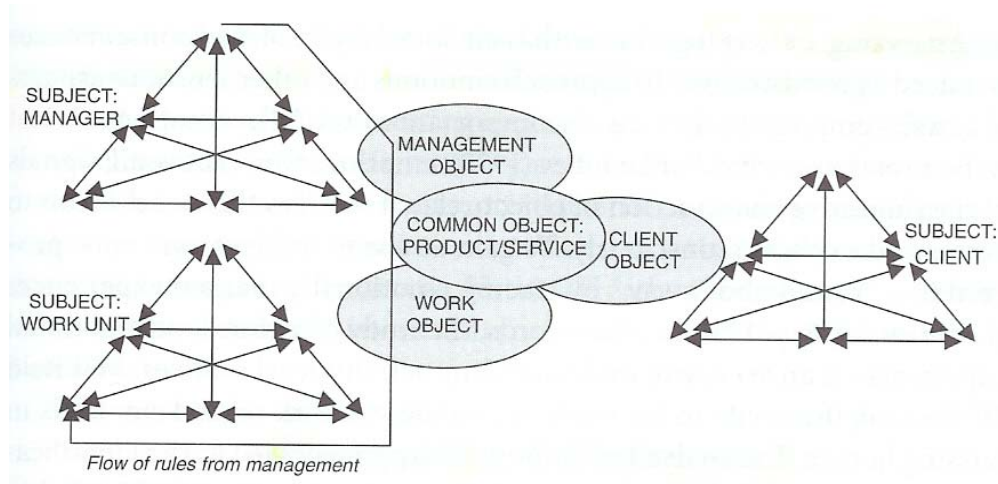 SUBJECT:
MANAGER
MANAGEMENT
OBJECT
COMMON OBJECT:
PRODUCT/SERVICE
CLIENT
OBJECT
SUBJECT:
CLIENT
SUBJECT:
WORK UNIT
WORK
OBJECT
Flow of rules from management